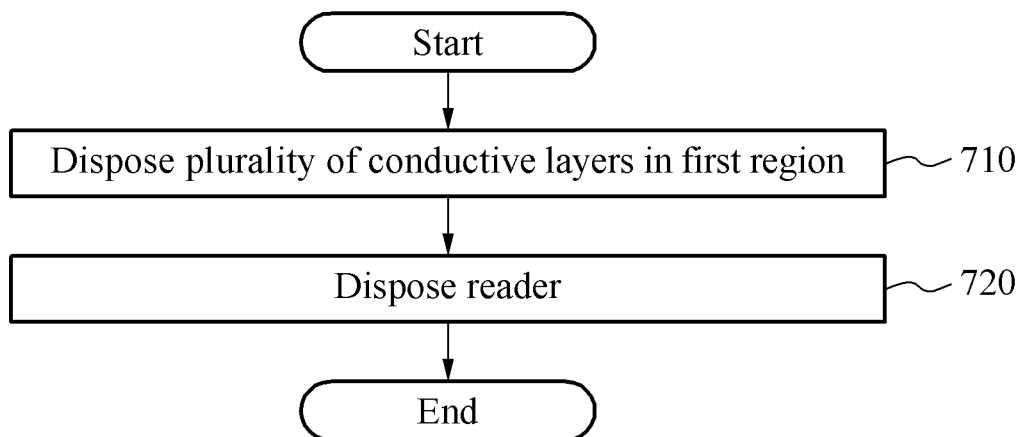 Start
Dispose plurality of conductive layers in first region
710
Dispose reader
720
End